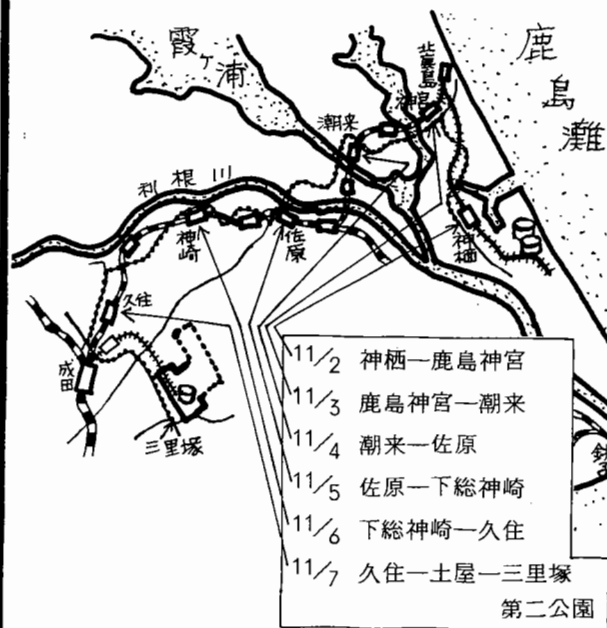 霞ヶ浦
鹿島灘
北鹿島
神宮
潮来
利根川
神崎
佐原
神栖
久住
成田
三里塚
11/2 神栖—鹿島神宮
11/3 鹿島神宮—潮来
11/4 潮来—佐原
11/5 佐原—下総神崎
11/6 下総神崎—久住
11/7 久住—土屋—三里塚
第二公園